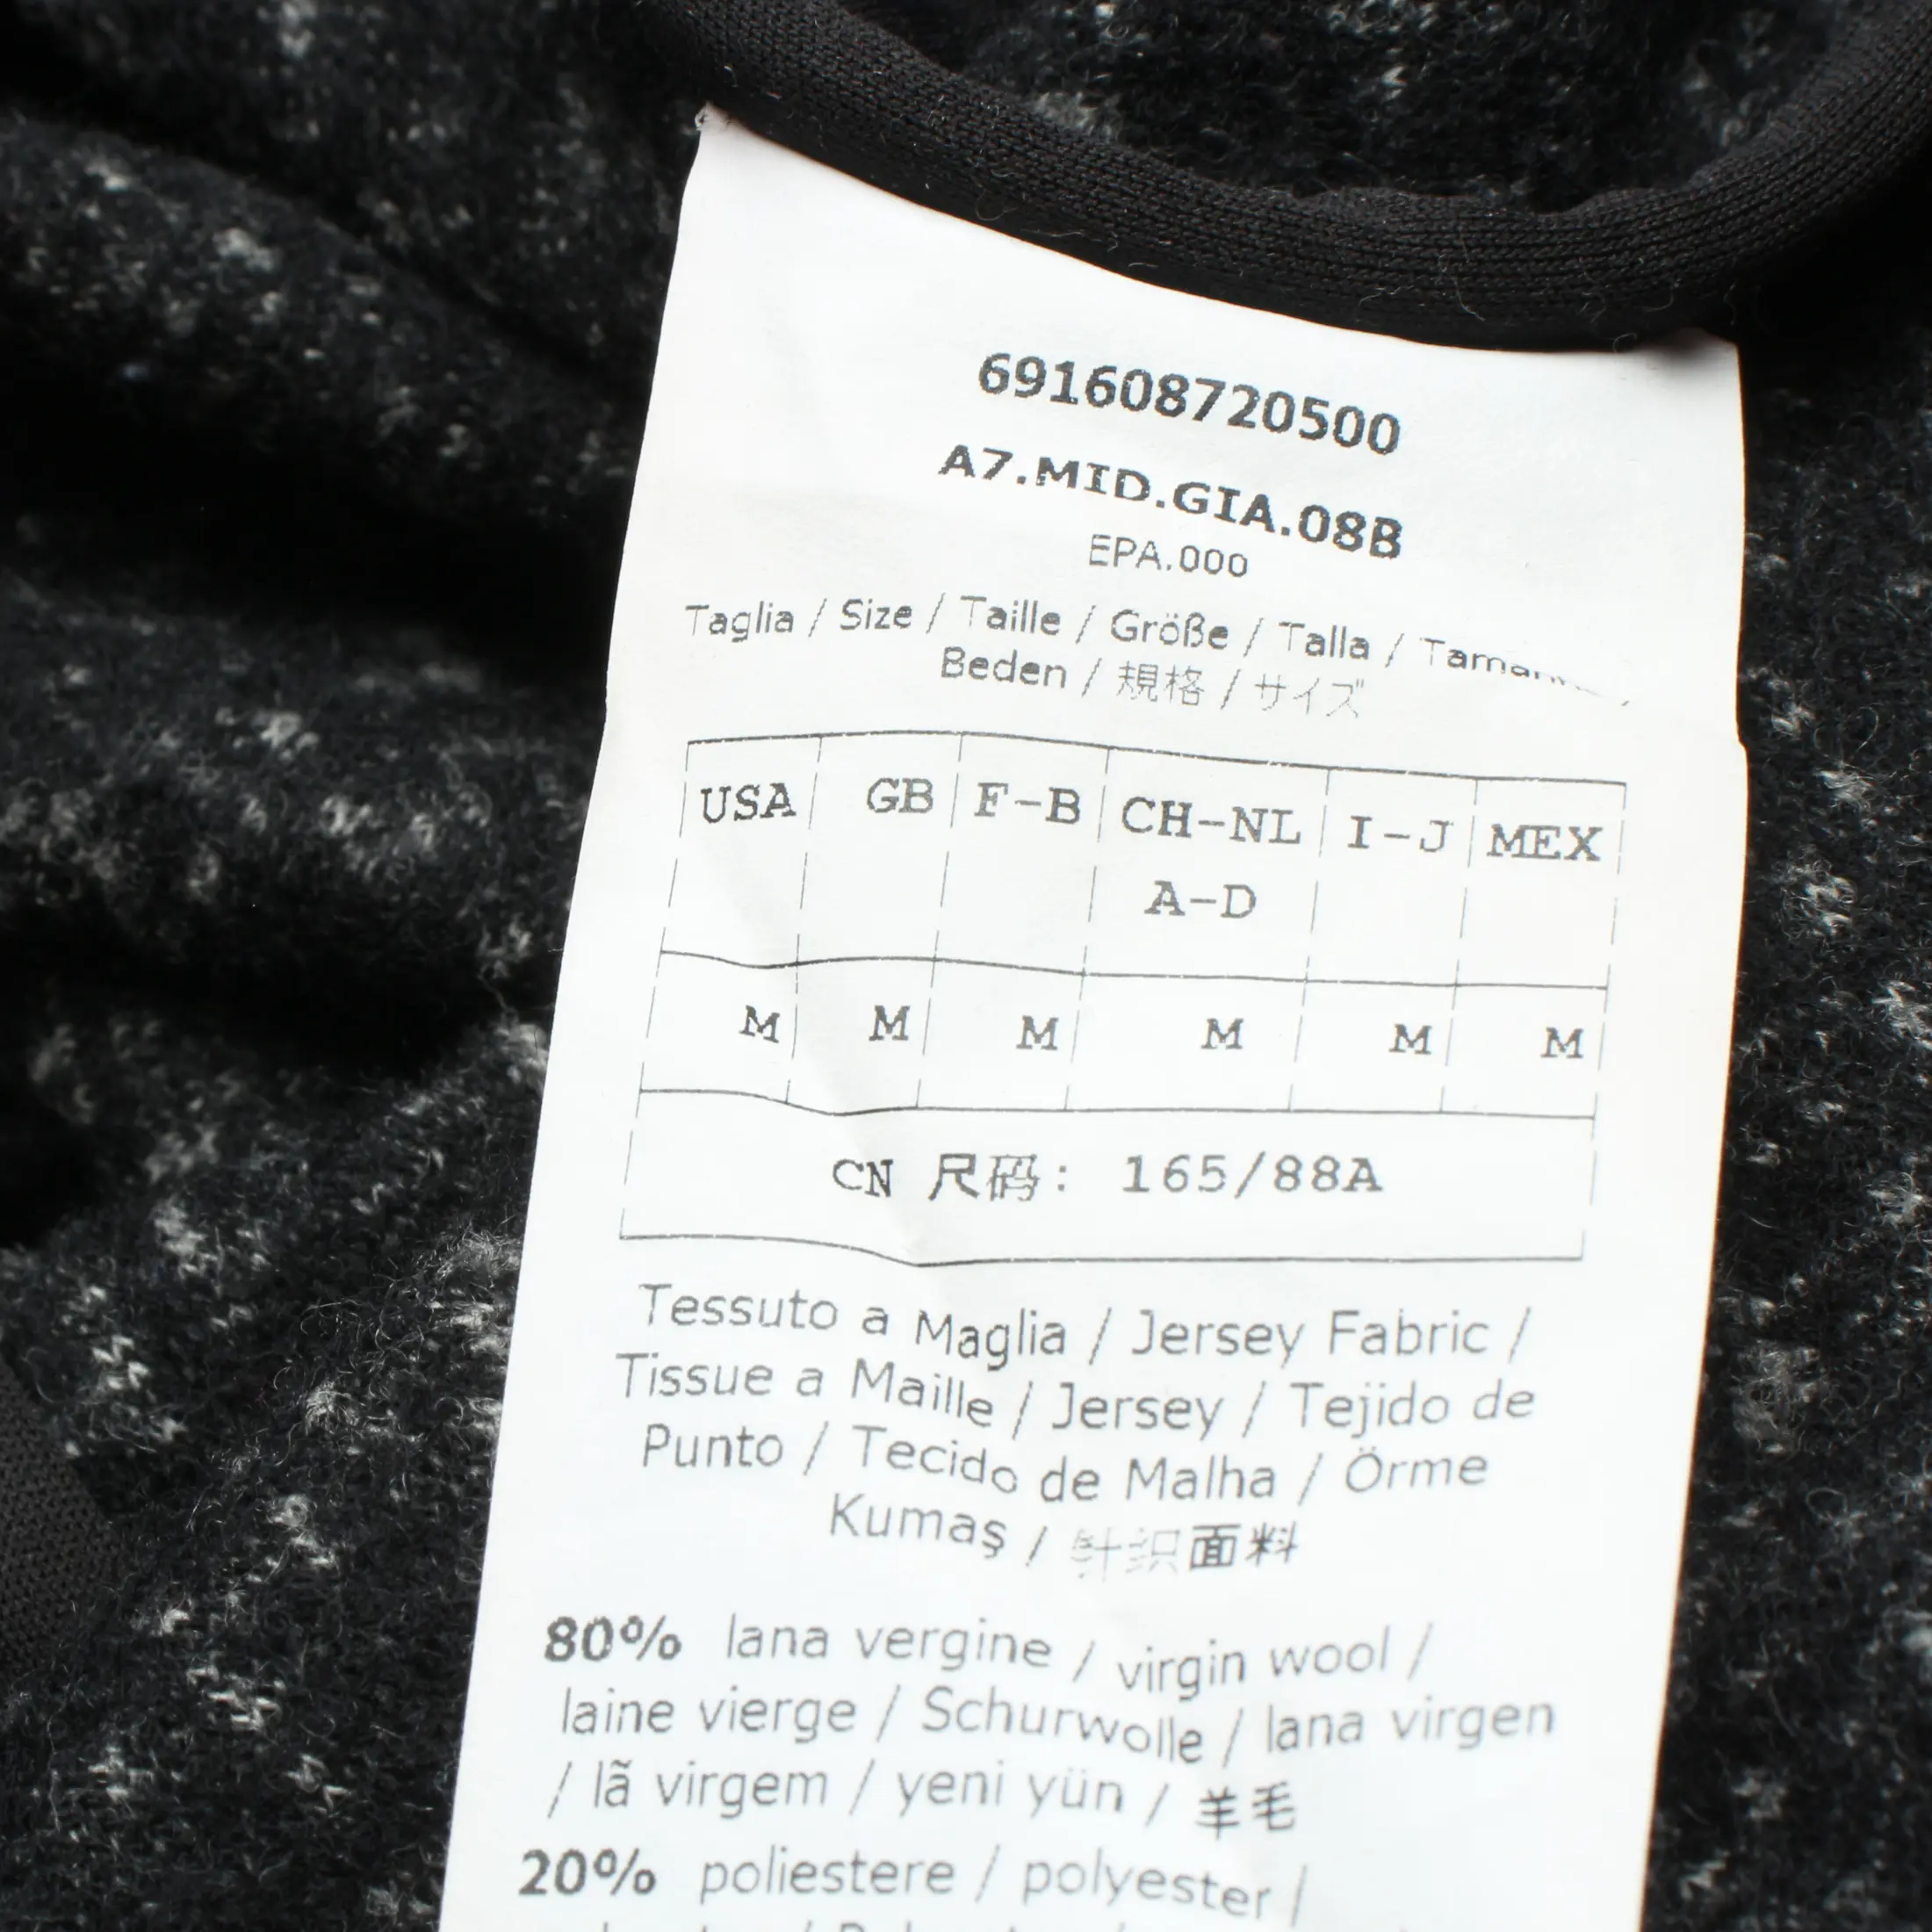 691608720500
A7.MID.GIA.08B
EPA.000
Taglia / Size / Taille / Größe / Talla /
Beden / 規格 / サイズ
USA GB F-B CH-NL I-J MEX
A-D
M M M M M M
CN 尺码: 165/88A
Tessuto a Maglia / Jersey Fabric /
Tissue a Maille / Jersey / Tejido de
Punto / Tecido de Malha / Örme
Kumaş / 针织面料
80% lana vergine / virgin wool /
laine vierge / Schurwolle / lana virgen
/ lã virgem / yeni yün / 羊毛
20% poliestere / polyester /